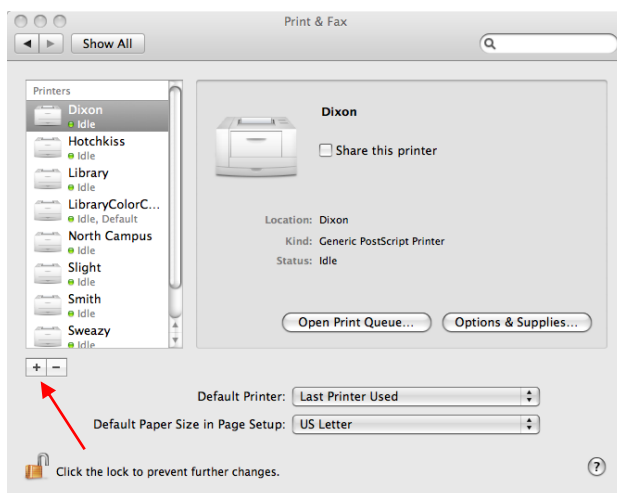 Print & Fax
Show All
Printers
Dixon
Idle
Hotchkiss
Idle
Library
Idle
LibraryColorC...
Idle, Default
North Campus
Idle
Slight
Idle
Smith
Idle
Sweazy
Idle
+ −
Dixon
Share this printer
Location: Dixon
Kind: Generic PostScript Printer
Status: Idle
Open Print Queue... Options & Supplies...
Default Printer: Last Printer Used
Default Paper Size in Page Setup: US Letter
Click the lock to prevent further changes.
?